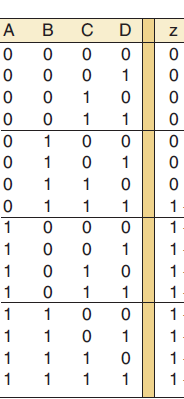 A B C D z
0 0 0 0 0
0 0 0 1 0
0 0 1 0 0
0 0 1 1 0
0 1 0 0 0
0 1 0 1 0
0 1 1 0 0
0 1 1 1 1
1 0 0 0 1
1 0 0 1 1
1 0 1 0 1
1 0 1 1 1
1 1 0 0 1
1 1 0 1 1
1 1 1 0 1
1 1 1 1 1